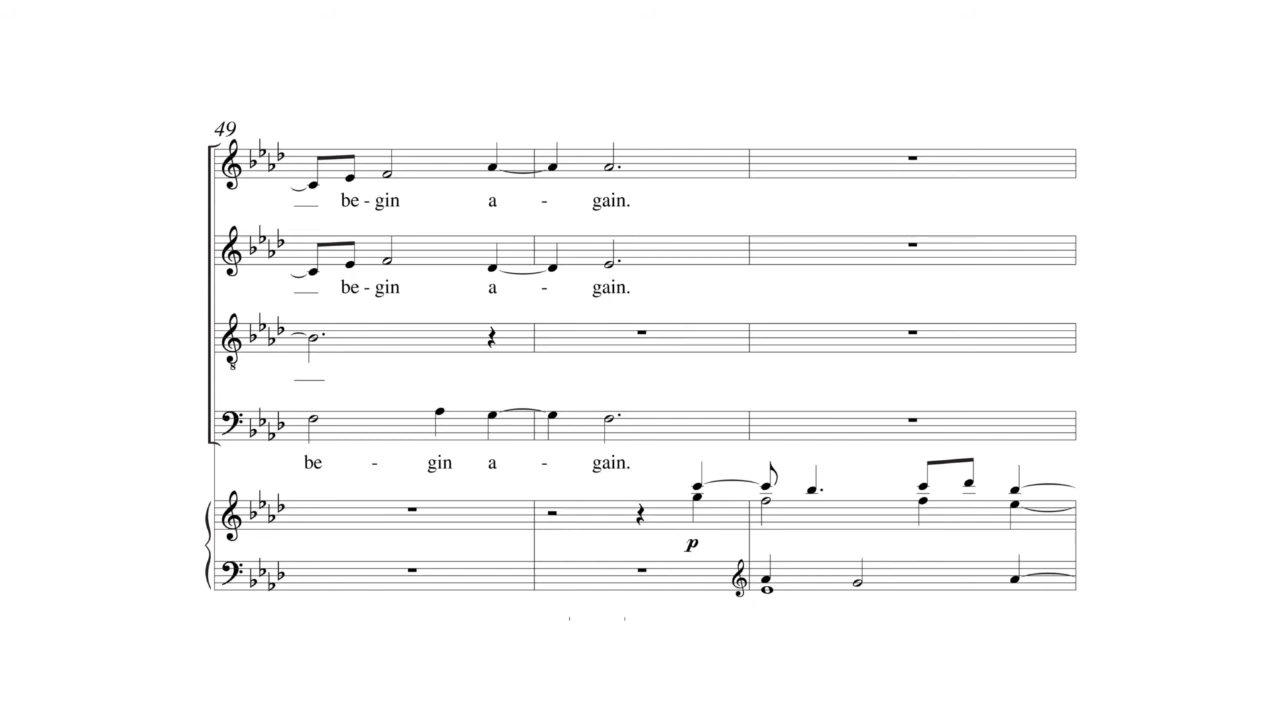 49
be - gin a - gain.
be - gin a - gain.
be - gin a - gain.
p